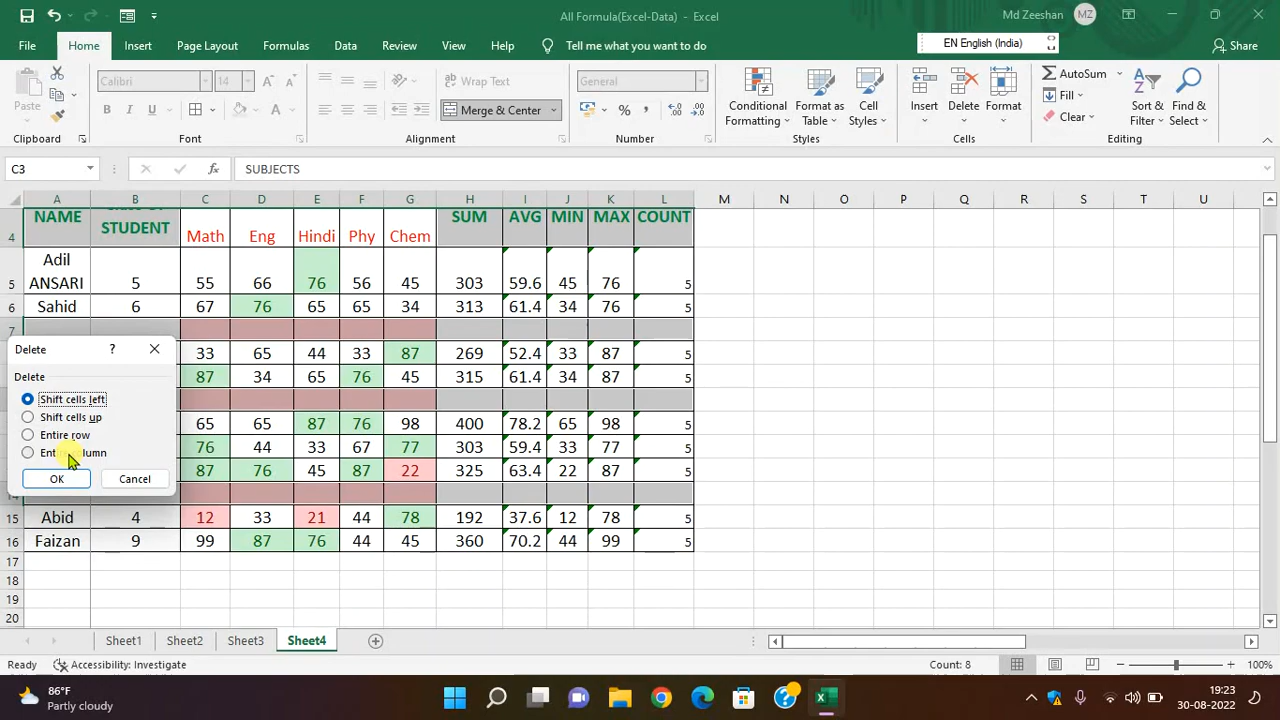 All Formula(Excel-Data) - Excel
Md Zeeshan MZ
File Home Insert Page Layout Formulas Data Review View Help Tell me what you want to do
EN English (India)
Share
Paste
Calibri 14
Wrap Text
General
Merge & Center
Conditional Formatting
Format as Table
Cell Styles
Insert Delete Format
AutoSum
Fill
Clear
Sort & Filter
Find & Select
Clipboard Font Alignment Number Styles Cells Editing
C3 SUBJECTS
A B C D E F G H I J K L M N O P Q R S T U
NAME SUM AVG MIN MAX COUNT
STUDENT
4 Math Eng Hindi Phy Chem
Adil
5 ANSARI 5 55 66 76 56 45 303 59.6 45 76 5
6 Sahid 6 67 76 65 65 34 313 61.4 34 76 5
7
33 65 44 33 87 269 52.4 33 87 5
87 34 65 76 45 315 61.4 34 87 5
65 65 87 76 98 400 78.2 65 98 5
76 44 33 67 77 303 59.4 33 77 5
87 76 45 87 22 325 63.4 22 87 5
14
15 Abid 4 12 33 21 44 78 192 37.6 12 78 5
16 Faizan 9 99 87 76 44 45 360 70.2 44 99 5
17
18
19
20
Delete ?
Delete
Shift cells left
Shift cells up
Entire row
Entire column
OK Cancel
Sheet1 Sheet2 Sheet3 Sheet4
Ready Accessibility: Investigate Count: 8 100%
86°F
Partly cloudy
19:23
30-08-2022